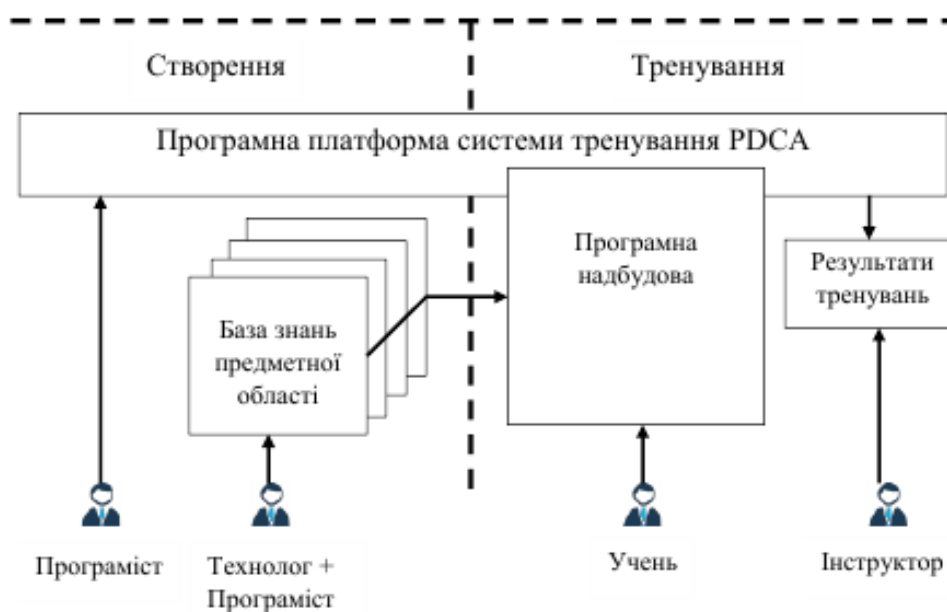 Створення
Тренування
Програмна платформа системи тренування PDCA
Програмна
надбудова
Результати
тренувань
База знань
предметної
області
Програміст
Технолог +
Програміст
Учень
Інструктор